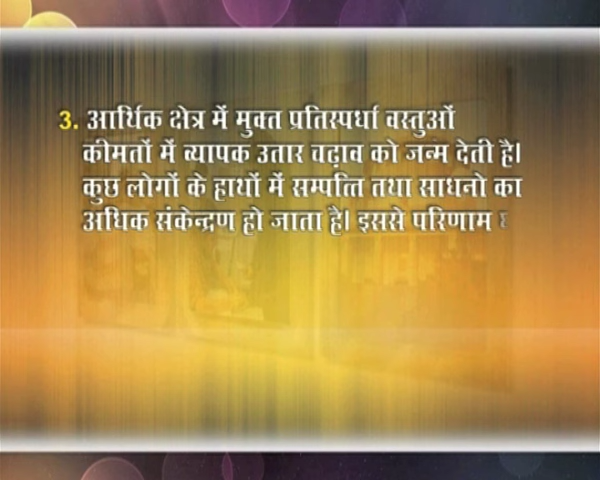 3. आर्थिक क्षेत्र में मुक्त प्रतिस्पर्धा वस्तुओं
कीमतों में व्यापक उतार चढ़ाव को जन्म देती है।
कुछ लोगों के हाथों में सम्पत्ति तथा साधनो का
अधिक संकेन्द्रण हो जाता है। इससे परिणाम